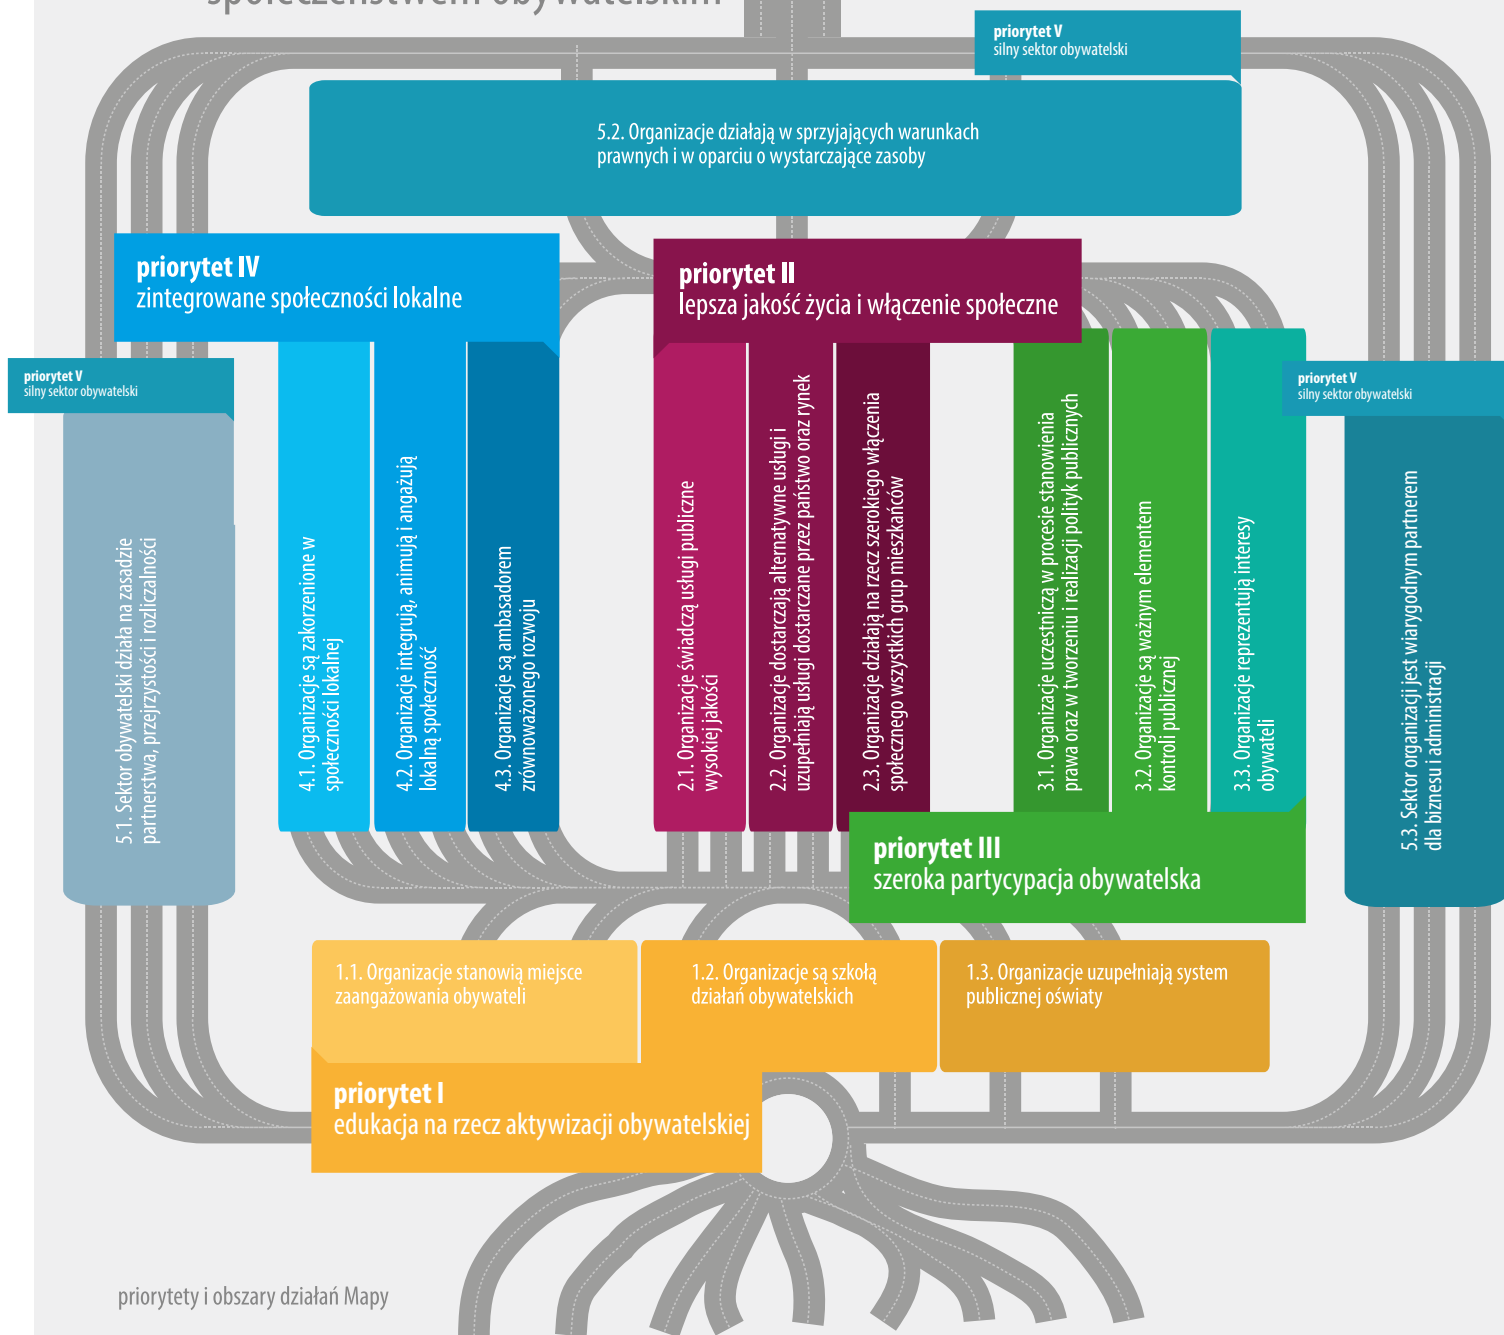 społeczeństwem obywatelskim
priorytet V
silny sektor obywatelski
5.2. Organizacje działają w sprzyjających warunkach
prawnych i w oparciu o wystarczające zasoby
priorytet IV
zintegrowane społeczności lokalne
priorytet II
lepsza jakość życia i włączenie społeczne
priorytet V
silny sektor obywatelski
priorytet V
silny sektor obywatelski
5.1. Sektor obywatelski działa na zasadzie
partnerstwa, przejrzystości i rozliczalności
4.1. Organizacje są zakorzenione w
społeczności lokalnej
4.2. Organizacje integrują, animują i angażują
lokalną społeczność
4.3. Organizacje są ambasadorem
zrównoważonego rozwoju
2.1. Organizacje świadczą usługi publiczne
wysokiej jakości
2.2. Organizacje dostarczają alternatywne usługi i
uzupełniają usługi dostarczane przez państwo oraz rynek
2.3. Organizacje działają na rzecz szerokiego włączenia
społecznego wszystkich grup mieszkańców
3.1. Organizacje uczestniczą w procesie stanowienia
prawa oraz w tworzeniu i realizacji polityk publicznych
3.2. Organizacje są ważnym elementem
kontroli publicznej
3.3. Organizacje reprezentują interesy
obywateli
5.3. Sektor organizacji jest wiarygodnym partnerem
dla biznesu i administracji
priorytet III
szeroka partycypacja obywatelska
1.1. Organizacje stanowią miejsce
zaangażowania obywateli
1.2. Organizacje są szkołą
działań obywatelskich
1.3. Organizacje uzupełniają system
publicznej oświaty
priorytet I
edukacja na rzecz aktywizacji obywatelskiej
priorytety i obszary działań Mapy